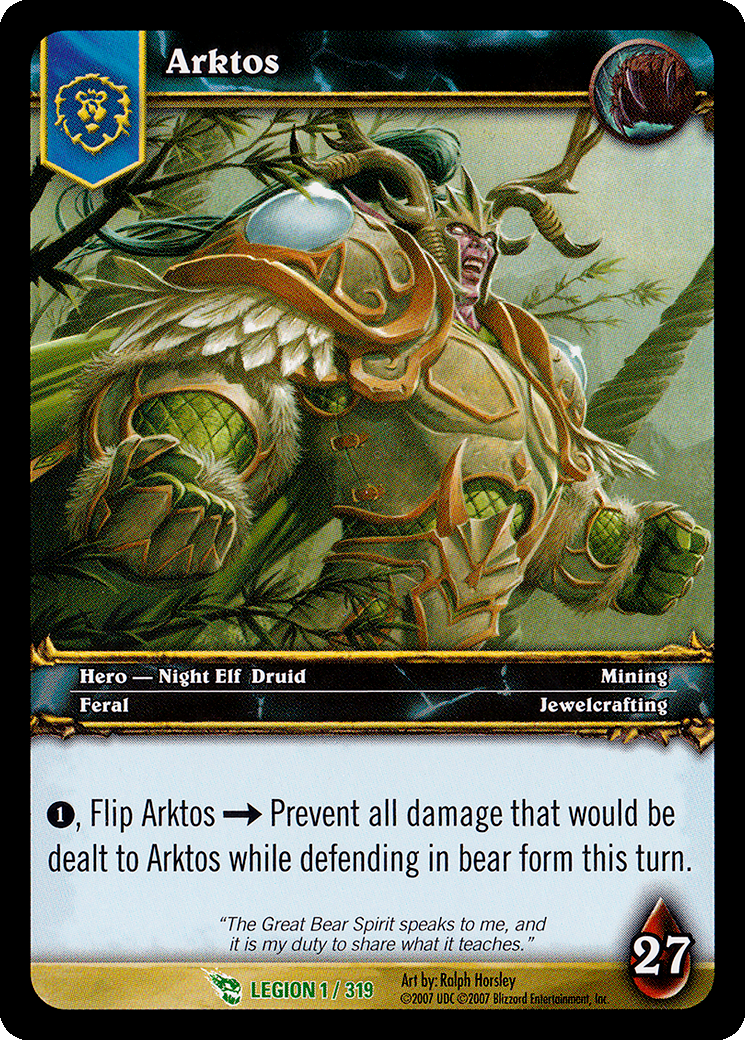 Arktos
Hero — Night Elf Druid Mining
Feral Jewelcrafting
1, Flip Arktos → Prevent all damage that would be
dealt to Arktos while defending in bear form this turn.
“The Great Bear Spirit speaks to me, and
it is my duty to share what it teaches.”
27
LEGION 1 / 319
Art by: Ralph Horsley
©2007 UDC ©2007 Blizzard Entertainment, Inc.